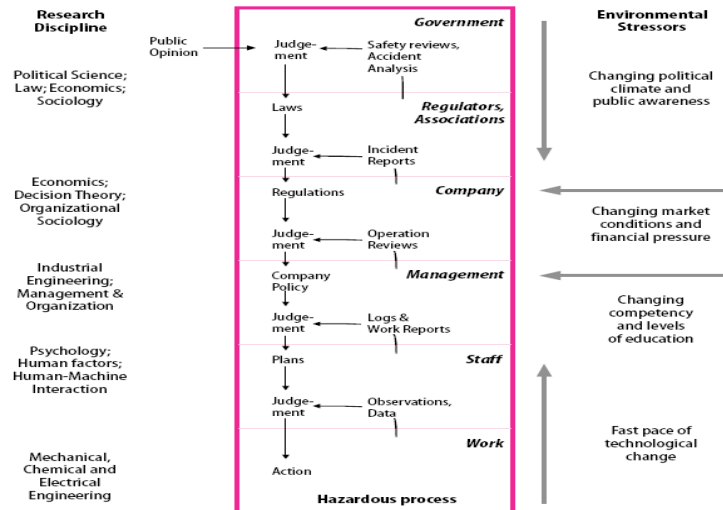 Research
Discipline
Political Science;
Law; Economics;
Sociology
Economics;
Decision Theory;
Organizational
Sociology
Industrial
Engineering;
Management &
Organization
Psychology;
Human factors;
Human-Machine
Interaction
Mechanical,
Chemical and
Electrical
Engineering
Public
Opinion
Government
Judge-
ment
Safety reviews,
Accident
Analysis
Laws
Regulators,
Associations
Judge-
ment
Incident
Reports
Regulations
Company
Judge-
ment
Operation
Reviews
Company
Policy
Management
Judge-
ment
Logs &
Work Reports
Plans
Staff
Judge-
ment
Observations,
Data
Work
Action
Hazardous process
Environmental
Stressors
Changing political
climate and
public awareness
Changing market
conditions and
financial pressure
Changing
competency
and levels
of education
Fast pace of
technological
change